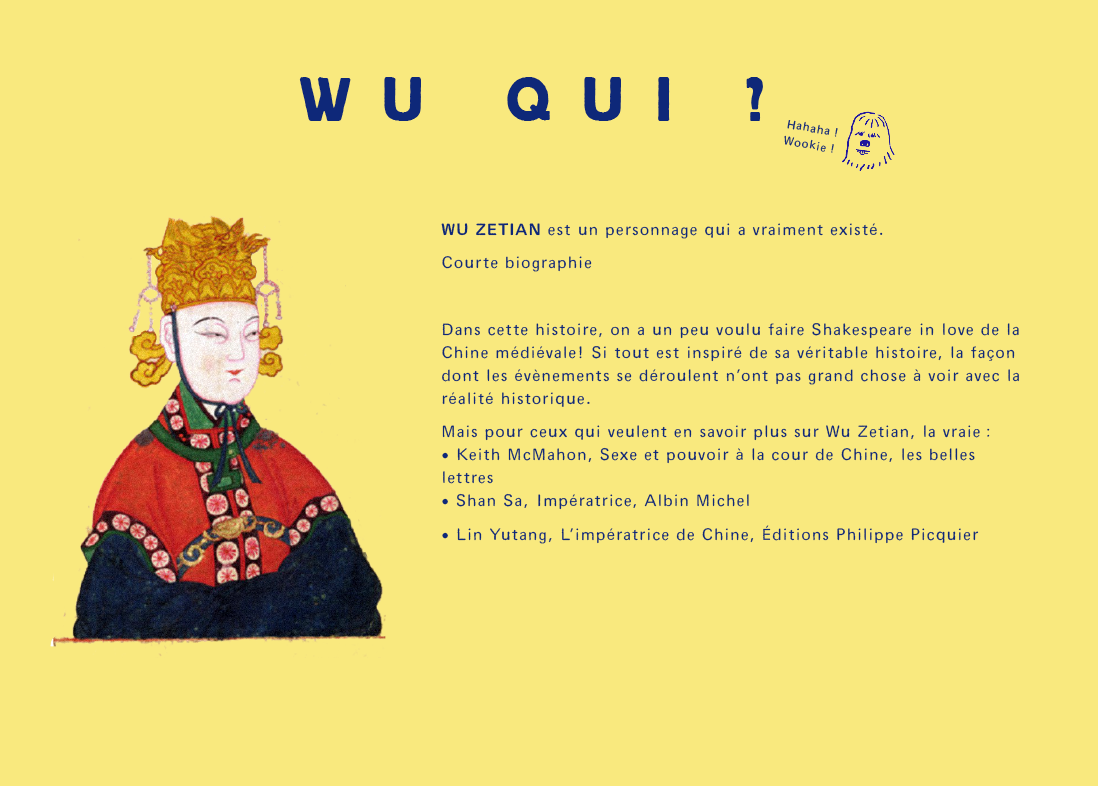 WU QUI ?
Hahaha !
Wookie !
WU ZETIAN est un personnage qui a vraiment existé.
Courte biographie
Dans cette histoire, on a un peu voulu faire Shakespeare in love de la
Chine médiévale! Si tout est inspiré de sa véritable histoire, la façon
dont les évènements se déroulent n’ont pas grand chose à voir avec la
réalité historique.
Mais pour ceux qui veulent en savoir plus sur Wu Zetian, la vraie :
• Keith McMahon, Sexe et pouvoir à la cour de Chine, les belles
lettres
• Shan Sa, Impératrice, Albin Michel
• Lin Yutang, L’impératrice de Chine, Éditions Philippe Picquier